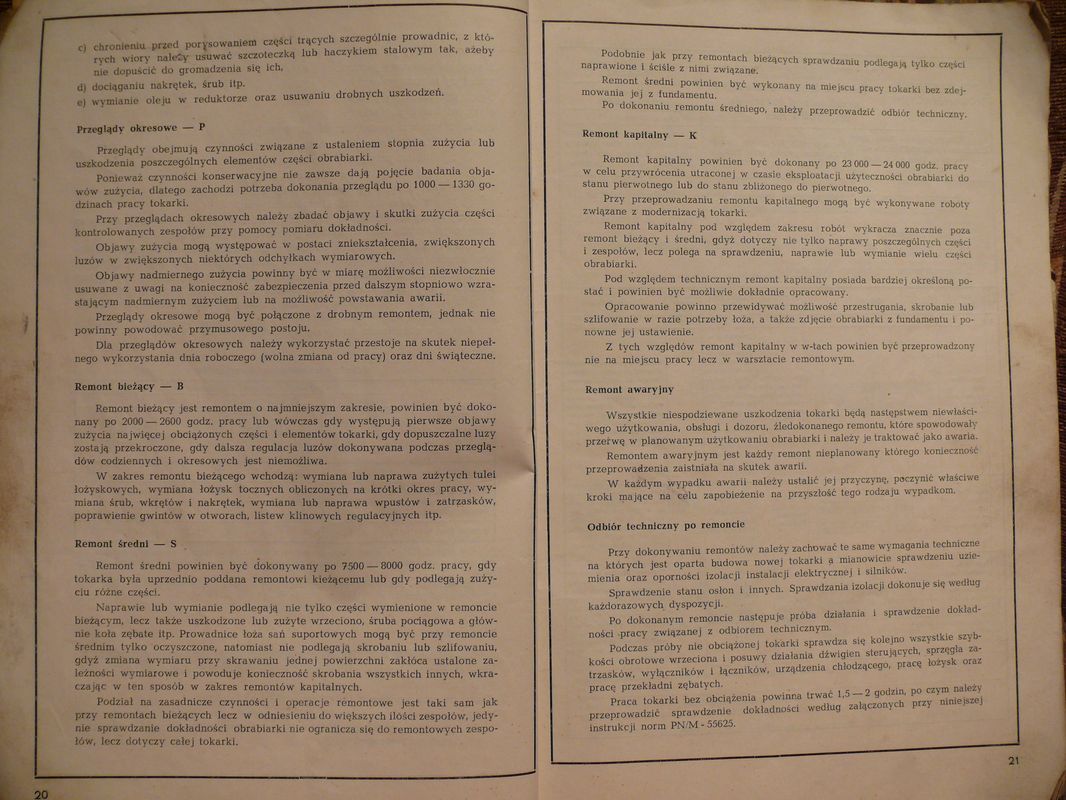 c) chronieniu przed porysowaniem części trących szczególnie prowadnic, z któ-
rych wiory należy usuwać szczoteczką lub haczykiem stalowym tak, ażeby
nie dopuścić do gromadzenia się ich,
d) dociąganiu nakrętek, śrub itp.
e) wymianie oleju w reduktorze oraz usuwaniu drobnych uszkodzeń.
Przeglądy okresowe — P
Przeglądy obejmują czynności związane z ustaleniem stopnia zużycia lub
uszkodzenia poszczególnych elementów części obrabiarki.
Ponieważ czynności konserwacyjne nie zawsze dają pojęcie badania obja-
wów zużycia, dlatego zachodzi potrzeba dokonania przeglądu po 1000 — 1330 go-
dzinach pracy tokarki.
Przy przeglądach okresowych należy zbadać objawy i skutki zużycia części
kontrolowanych zespołów przy pomocy pomiaru dokładności.
Objawy zużycia mogą występować w postaci zniekształcenia, zwiększonych
luzów w zwiększonych niektórych odchyłkach wymiarowych.
Objawy nadmiernego zużycia powinny być w miarę możliwości niezwłocznie
usuwane z uwagi na konieczność zabezpieczenia przed dalszym stopniowo wzra-
stającym nadmiernym zużyciem lub na możliwość powstawania awarii.
Przeglądy okresowe mogą być połączone z drobnym remontem, jednak nie
powinny powodować przymusowego postoju.
Dla przeglądów okresowych należy wykorzystać przestoje na skutek niepeł-
nego wykorzystania dnia roboczego (wolna zmiana od pracy) oraz dni świąteczne.
Remont bieżący — B
Remont bieżący jest remontem o najmniejszym zakresie, powinien być doko-
nany po 2000 — 2600 godz. pracy lub wówczas gdy występują pierwsze objawy
zużycia najwięcej obciążonych części i elementów tokarki, gdy dopuszczalne luzy
zostają przekroczone, gdy dalsza regulacja luzów dokonywana podczas przeglą-
dów codziennych i okresowych jest niemożliwa.
W zakres remontu bieżącego wchodzą: wymiana lub naprawa zużytych tulei
łożyskowych, wymiana łożysk tocznych obliczonych na krótki okres pracy, wy-
miana śrub, wkrętów i nakrętek, wymiana lub naprawa wpustów i zatrzasków,
poprawienie gwintów w otworach, listew klinowych regulacyjnych itp.
Remont średni — S
Remont średni powinien być dokonywany po 7500 — 8000 godz. pracy, gdy
tokarka była uprzednio poddana remontowi kieżącemu lub gdy podlegają zuży-
ciu różne części.
Naprawie lub wymianie podlegają nie tylko części wymienione w remoncie
bieżącym, lecz także uszkodzone lub zużyte wrzeciono, śruba pociągowa a głów-
nie koła zębate itp. Prowadnice łoża sań suportowych mogą być przy remoncie
średnim tylko oczyszczone, natomiast nie podlegają skrobaniu lub szlifowaniu,
gdyż zmiana wymiaru przy skrawaniu jednej powierzchni zakłóca ustalone za-
leżności wymiarowe i powoduje konieczność skrobania wszystkich innych, wkra-
czając w ten sposób w zakres remontów kapitalnych.
Podział na zasadnicze czynności i operacje remontowe jest taki sam jak
przy remontach bieżących lecz w odniesieniu do większych ilości zespołów, jedy-
nie sprawdzanie dokładności obrabiarki nie ogranicza się do remontowych zespo-
łów, lecz dotyczy całej tokarki.
20
Podobnie jak przy remontach bieżących sprawdzaniu podlegają tylko części
naprawione i ściśle z nimi związane.
Remont średni powinien być wykonany na miejscu pracy tokarki bez zdej-
mowania jej z fundamentu.
Po dokonaniu remontu średniego, należy przeprowadzić odbiór techniczny.
Remont kapitalny — K
Remont kapitalny powinien być dokonany po 23 000 — 24 000 godz. pracy
w celu przywrócenia utraconej w czasie eksploatacji użyteczności obrabiarki do
stanu pierwotnego lub do stanu zbliżonego do pierwotnego.
Przy przeprowadzaniu remontu kapitalnego mogą być wykonywane roboty
związane z modernizacją tokarki.
Remont kapitalny pod względem zakresu robót wykracza znacznie poza
remont bieżący i średni, gdyż dotyczy nie tylko naprawy poszczególnych części
i zespołów, lecz polega na sprawdzeniu, naprawie lub wymianie wielu części
obrabiarki.
Pod względem technicznym remont kapitalny posiada bardziej określoną po-
stać i powinien być możliwie dokładnie opracowany.
Opracowanie powinno przewidywać możliwość przestrugania, skrobanie lub
szlifowanie w razie potrzeby łoża, a także zdjęcie obrabiarki z fundamentu i po-
nowne jej ustawienie.
Z tych względów remont kapitalny w w-tach powinien być przeprowadzony
nie na miejscu pracy lecz w warsztacie remontowym.
Remont awaryjny
Wszystkie niespodziewane uszkodzenia tokarki będą następstwem niewłaści-
wego użytkowania, obsługi i dozoru, źledokonanego remontu, które spowodowały
przerwę w planowanym użytkowaniu obrabiarki i należy je traktować jako awaria.
Remontem awaryjnym jest każdy remont nieplanowany którego konieczność
przeprowadzenia zaistniała na skutek awarii.
W każdym wypadku awarii należy ustalić jej przyczynę, poczynić właściwe
kroki mające na celu zapobieżenie na przyszłość tego rodzaju wypadkom.
Odbiór techniczny po remoncie
Przy dokonywaniu remontów należy zachować te same wymagania techniczne
na których jest oparta budowa nowej tokarki a mianowicie sprawdzeniu uzie-
mienia oraz oporności izolacji instalacji elektrycznej i silników.
Sprawdzenie stanu osłon i innych. Sprawdzania izolacji dokonuje się według
każdorazowych dyspozycji.
Po dokonanym remoncie następuje próba działania i sprawdzenie dokład-
ności pracy związanej z odbiorem technicznym.
Podczas próby nie obciążonej tokarki sprawdza się kolejno wszystkie szyb-
kości obrotowe wrzeciona i posuwy działania dźwigien sterujących, sprzęgła za-
trzasków, wyłączników i łączników, urządzenia chłodzącego, pracę łożysk oraz
pracę przekładni zębatych.
Praca tokarki bez obciążenia powinna trwać 1,5 — 2 godzin, po czym należy
przeprowadzić sprawdzenie dokładności według załączonych przy niniejszej
instrukcji norm PN/M - 55625.
21